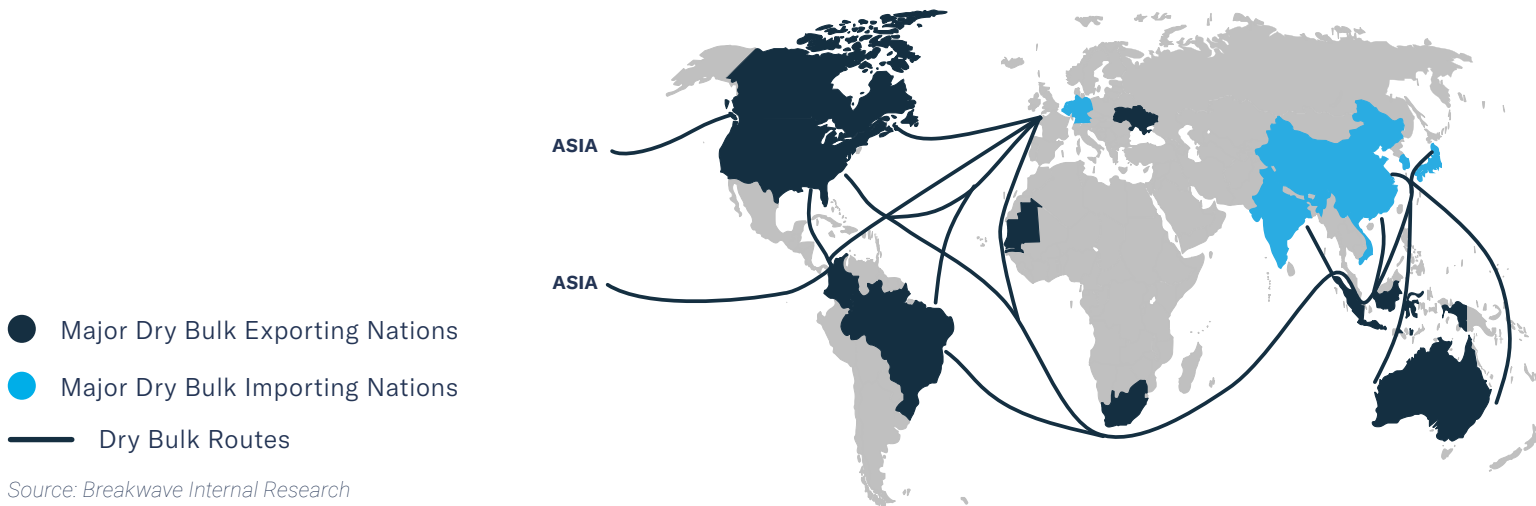 ASIA
ASIA
Major Dry Bulk Exporting Nations
Major Dry Bulk Importing Nations
Dry Bulk Routes
Source: Breakwave Internal Research